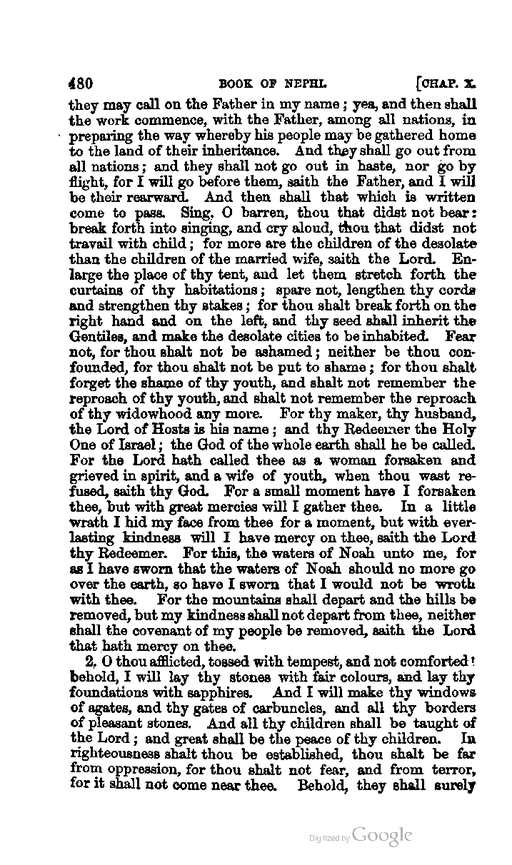 480 BOOK OF NEPHI. [CHAP. X.
they may call on the Father in my name; yea, and then shall
the work commence, with the Father, among all nations, in
preparing the way whereby his people may be gathered home
to the land of their inheritance. And they shall go out from
all nations; and they shall not go out in haste, nor go by
flight, for I will go before them, saith the Father, and I will
be their rearward. And then shall that which is written
come to pass. Sing, O barren, thou that didst not bear:
break forth into singing, and cry aloud, thou that didst not
travail with child; for more are the children of the desolate
than the children of the married wife, saith the Lord. En-
large the place of thy tent, and let them stretch forth the
curtains of thy habitations; spare not, lengthen thy cords
and strengthen thy stakes; for thou shalt break forth on the
right hand and on the left, and thy seed shall inherit the
Gentiles, and make the desolate cities to be inhabited. Fear
not, for thou shalt not be ashamed; neither be thou con-
founded, for thou shalt not be put to shame; for thou shalt
forget the shame of thy youth, and shalt not remember the
reproach of thy youth, and shalt not remember the reproach
of thy widowhood any more. For thy maker, thy husband,
the Lord of Hosts is his name; and thy Redeemer the Holy
One of Israel; the God of the whole earth shall he be called.
For the Lord hath called thee as a woman forsaken and
grieved in spirit, and a wife of youth, when thou wast re-
fused, saith thy God. For a small moment have I forsaken
thee, but with great mercies will I gather thee. In a little
wrath I hid my face from thee for a moment, but with ever-
lasting kindness will I have mercy on thee, saith the Lord
thy Redeemer. For this, the waters of Noah unto me, for
as I have sworn that the waters of Noah should no more go
over the earth, so have I sworn that I would not be wroth
with thee. For the mountains shall depart and the hills be
removed, but my kindness shall not depart from thee, neither
shall the covenant of my people be removed, saith the Lord
that hath mercy on thee.
2. O thou afflicted, tossed with tempest, and not comforted!
behold, I will lay thy stones with fair colours, and lay thy
foundations with sapphires. And I will make thy windows
of agates, and thy gates of carbuncles, and all thy borders
of pleasant stones. And all thy children shall be taught of
the Lord; and great shall be the peace of thy children. In
righteousness shalt thou be established, thou shalt be far
from oppression, for thou shalt not fear, and from terror,
for it shall not come near thee. Behold, they shall surely
Digitized by Google